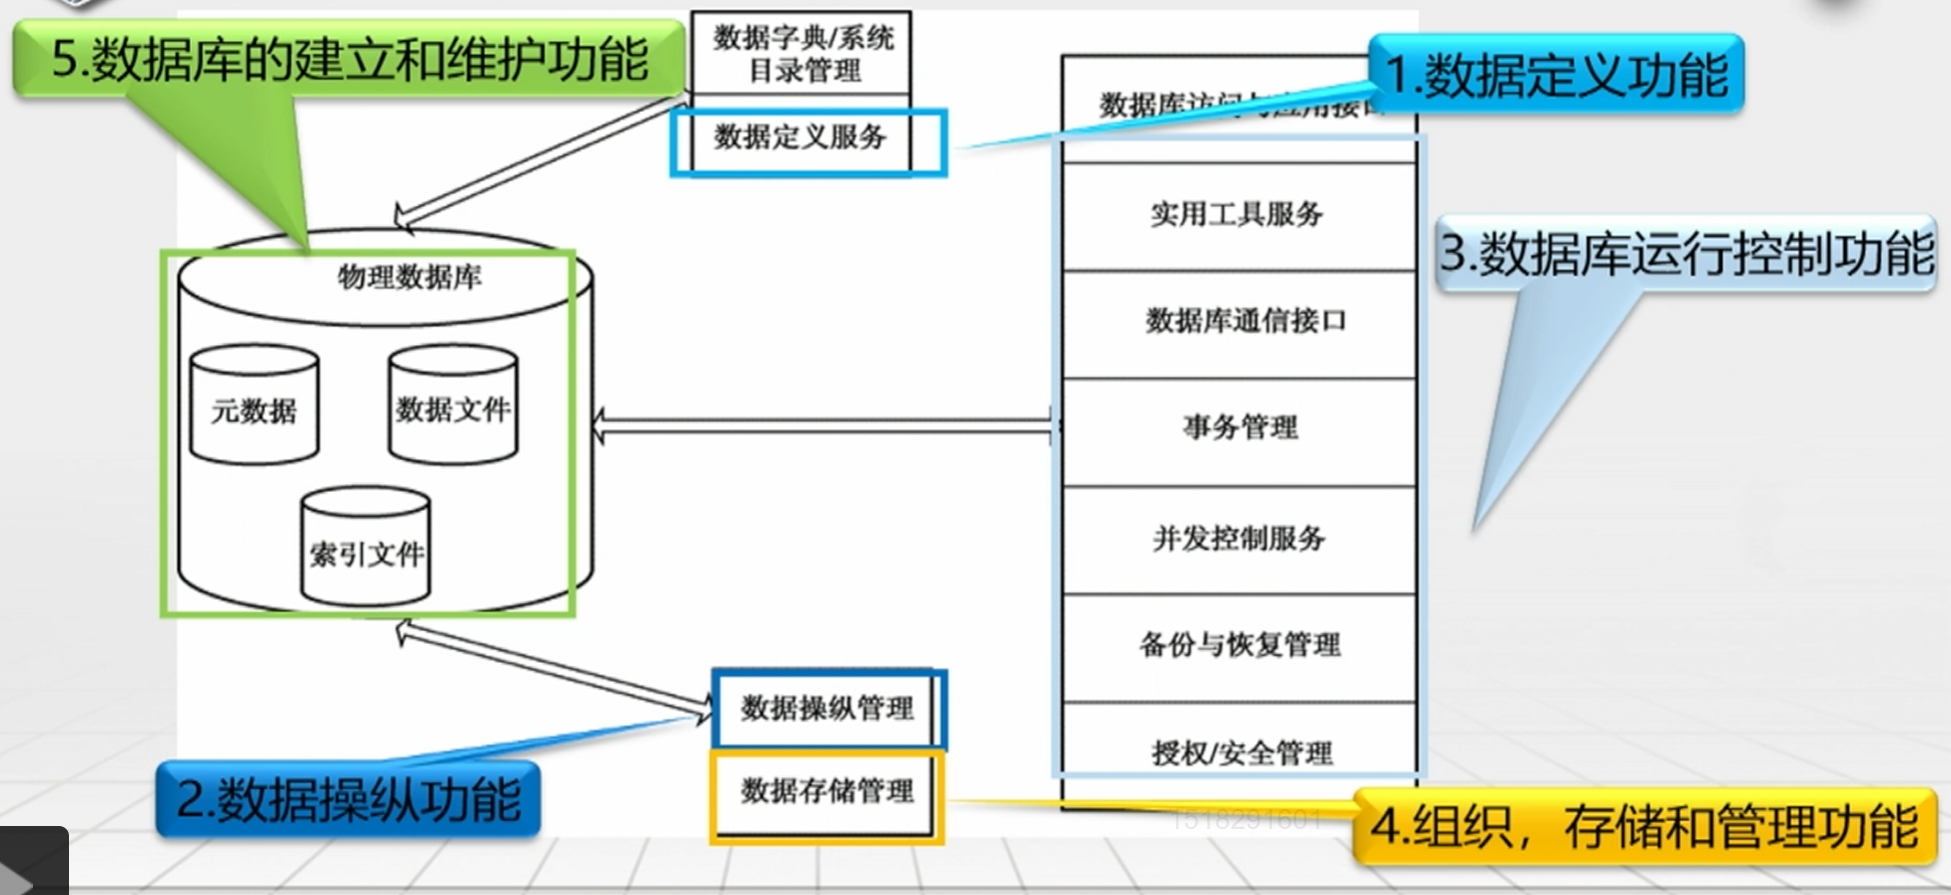 5.数据库的建立和维护功能
数据字典/系统
目录管理
数据定义服务
1.数据定义功能
数据库访问与应用接口
实用工具服务
3.数据库运行控制功能
物理数据库
数据库通信接口
元数据
数据文件
事务管理
索引文件
并发控制服务
备份与恢复管理
数据操纵管理
授权/安全管理
2.数据操纵功能
数据存储管理
1518291601
4.组织，存储和管理功能